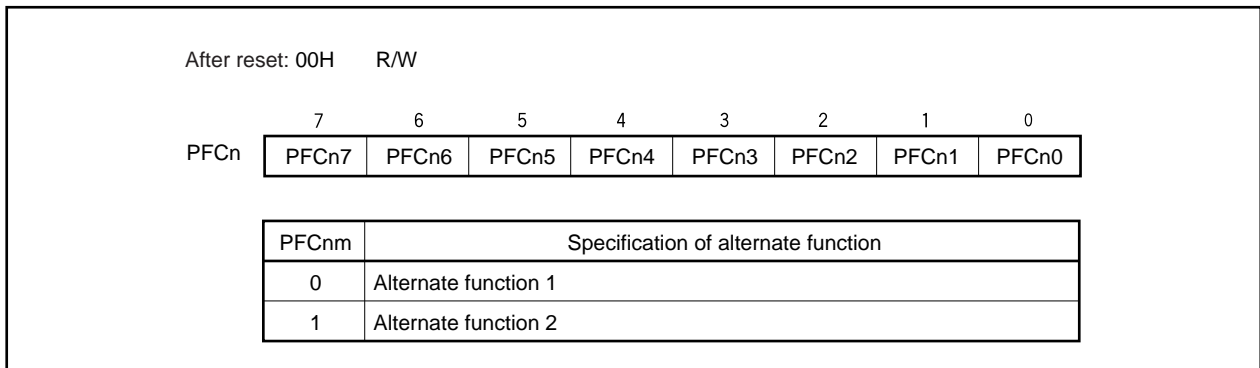 After reset: 00H R/W
7 6 5 4 3 2 1 0
PFCn PFCn7 PFCn6 PFCn5 PFCn4 PFCn3 PFCn2 PFCn1 PFCn0
PFCnm Specification of alternate function
0 Alternate function 1
1 Alternate function 2